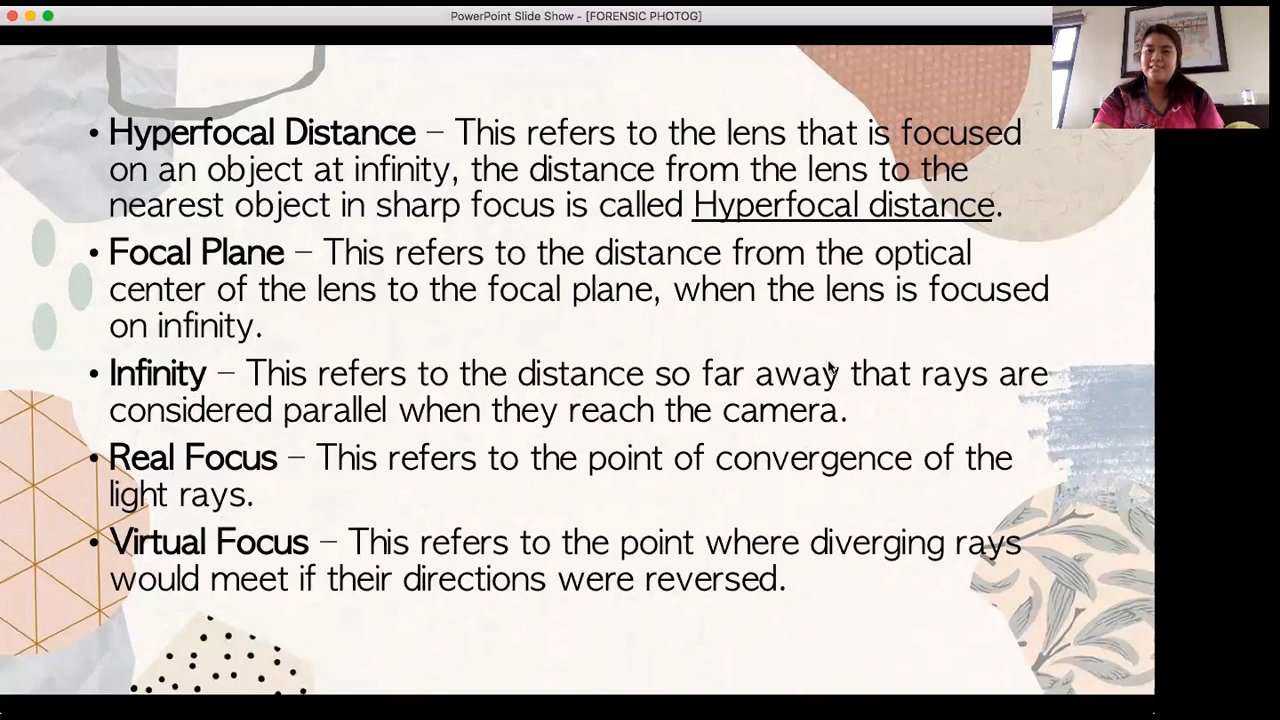 PowerPoint Slide Show - [FORENSIC PHOTOG]
• Hyperfocal Distance – This refers to the lens that is focused
on an object at infinity, the distance from the lens to the
nearest object in sharp focus is called Hyperfocal distance.
• Focal Plane – This refers to the distance from the optical
center of the lens to the focal plane, when the lens is focused
on infinity.
• Infinity – This refers to the distance so far away that rays are
considered parallel when they reach the camera.
• Real Focus – This refers to the point of convergence of the
light rays.
• Virtual Focus – This refers to the point where diverging rays
would meet if their directions were reversed.